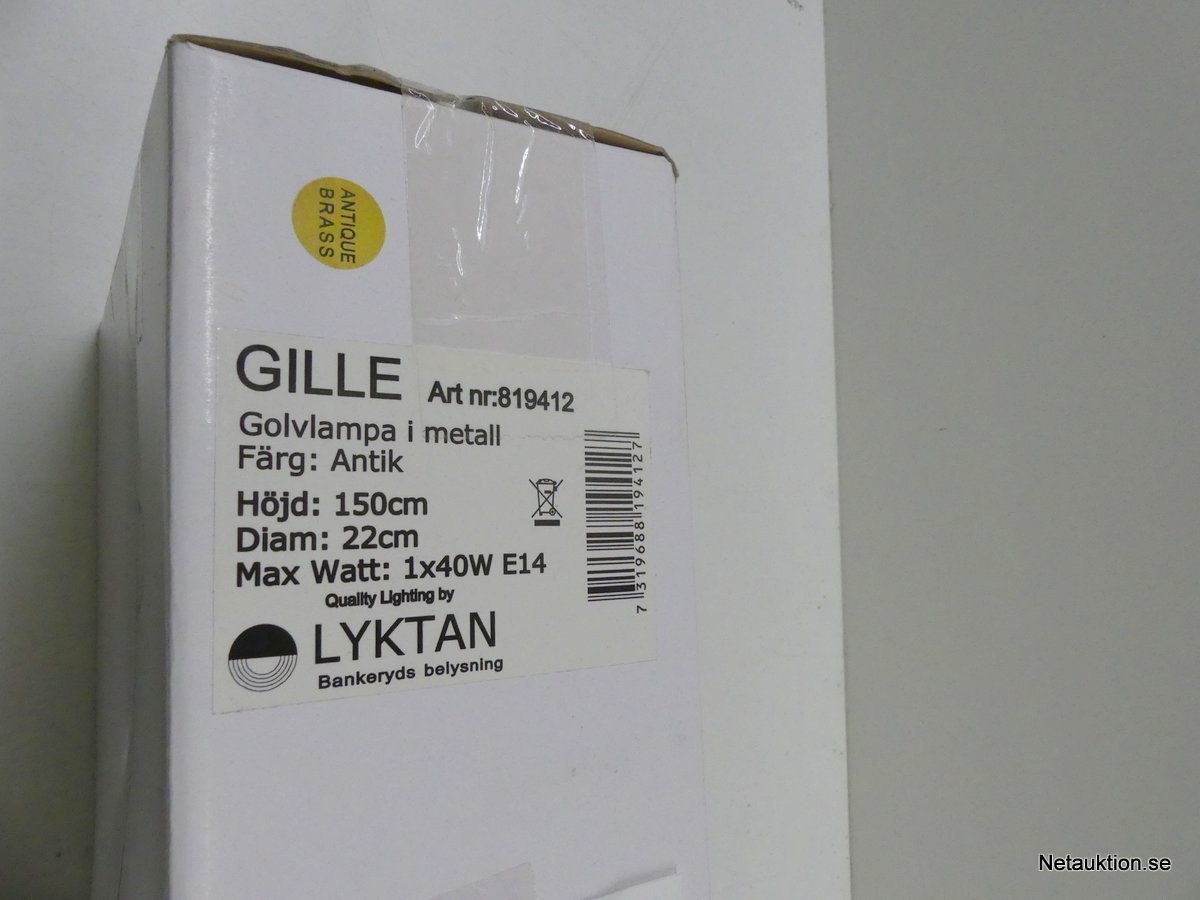 ANTIQUE
BRASS
GILLE Art nr:819412
Golvlampa i metall
Färg: Antik
Höjd: 150cm
Diam: 22cm
Max Watt: 1x40W E14
Quality Lighting by
LYKTAN
Bankeryds belysning
7 319688 194127
Netauktion.se